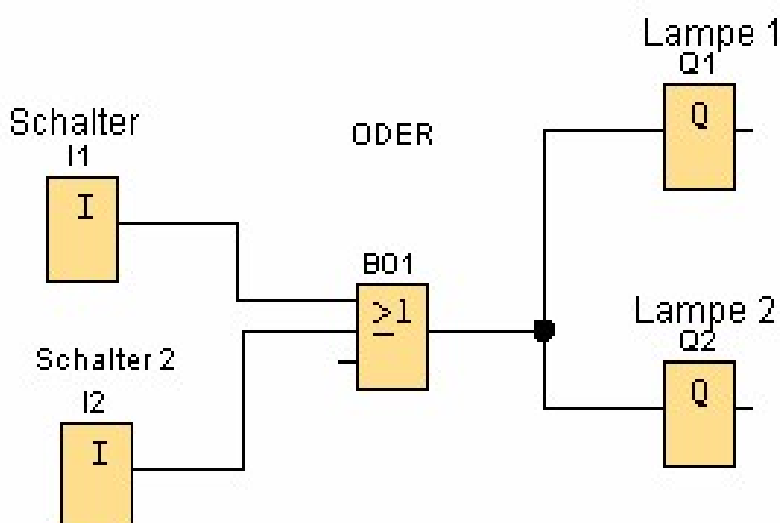 Lampe 1
Q1
Q
Schalter
I1
I
ODER
B01
≥1
Lampe 2
Q2
Q
Schalter 2
I2
I